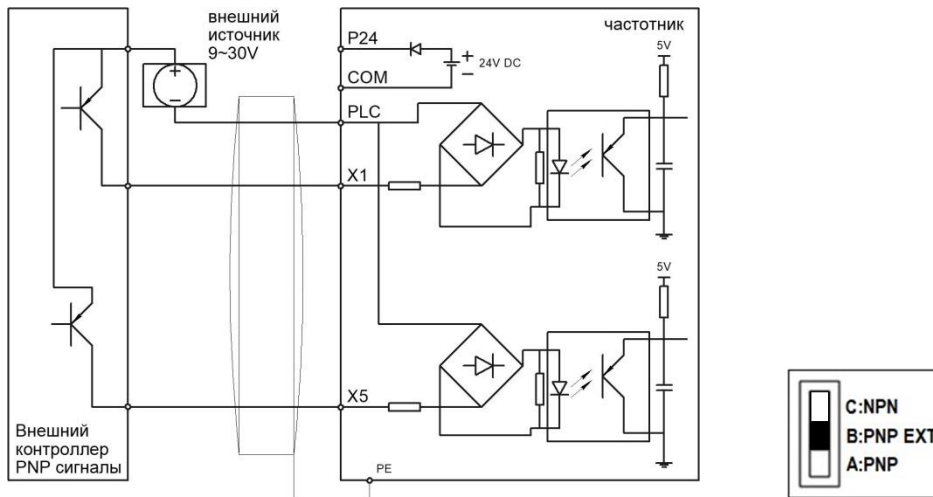 внешний
источник
9~30V
частотник
P24
+
24V DC
−
COM
PLC
X1
5V
+
−
X5
5V
PE
Внешний
контроллер
PNP сигналы
C:NPN
B:PNP EXT
A:PNP